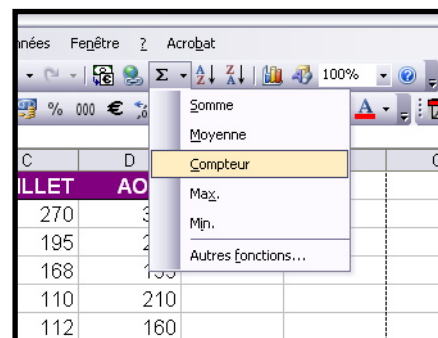 nées Fenêtre ? Acrobat
Σ 100%
% 000 €
Somme
Moyenne
Compteur
Max.
Min.
Autres fonctions...
C D
ILLET AO
270
195
168
110 210
112 160